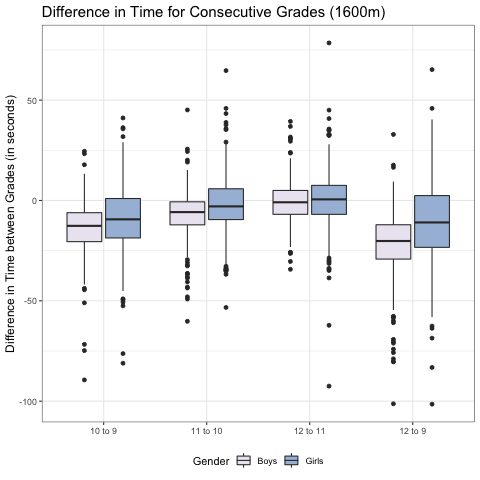 Difference in Time for Consecutive Grades (1600m)
Difference in Time between Grades (in seconds)
50
0
-50
-100
10 to 9
11 to 10
12 to 11
12 to 9
Gender
Boys
Girls